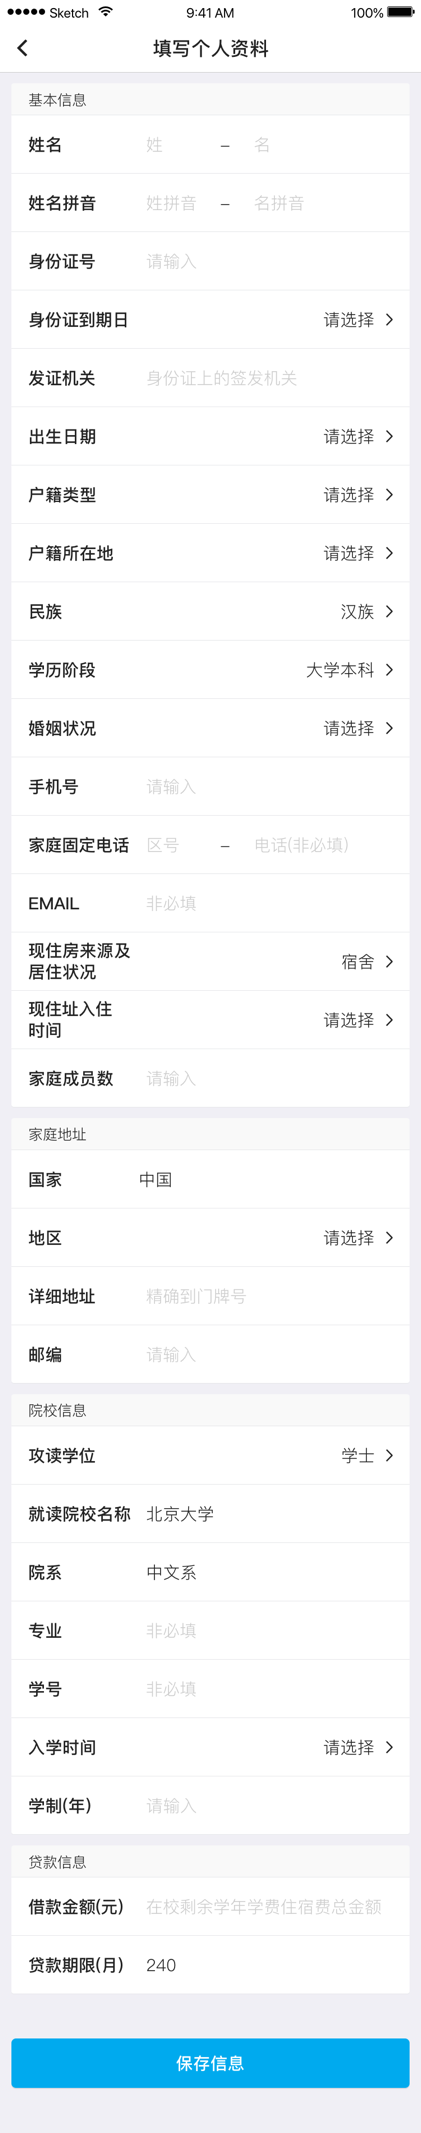 Sketch 9:41 AM 100%
填写个人资料
基本信息
姓名 姓 – 名
姓名拼音 姓拼音 – 名拼音
身份证号 请输入
身份证到期日 请选择
发证机关 身份证上的签发机关
出生日期 请选择
户籍类型 请选择
户籍所在地 请选择
民族 汉族
学历阶段 大学本科
婚姻状况 请选择
手机号 请输入
家庭固定电话 区号 – 电话(非必填)
EMAIL 非必填
现住房来源及
居住状况 宿舍
现住址入住
时间 请选择
家庭成员数 请输入
家庭地址
国家 中国
地区 请选择
详细地址 精确到门牌号
邮编 请输入
院校信息
攻读学位 学士
就读院校名称 北京大学
院系 中文系
专业 非必填
学号 非必填
入学时间 请选择
学制(年) 请输入
贷款信息
借款金额(元) 在校剩余学年学费住宿费总金额
贷款期限(月) 240
保存信息